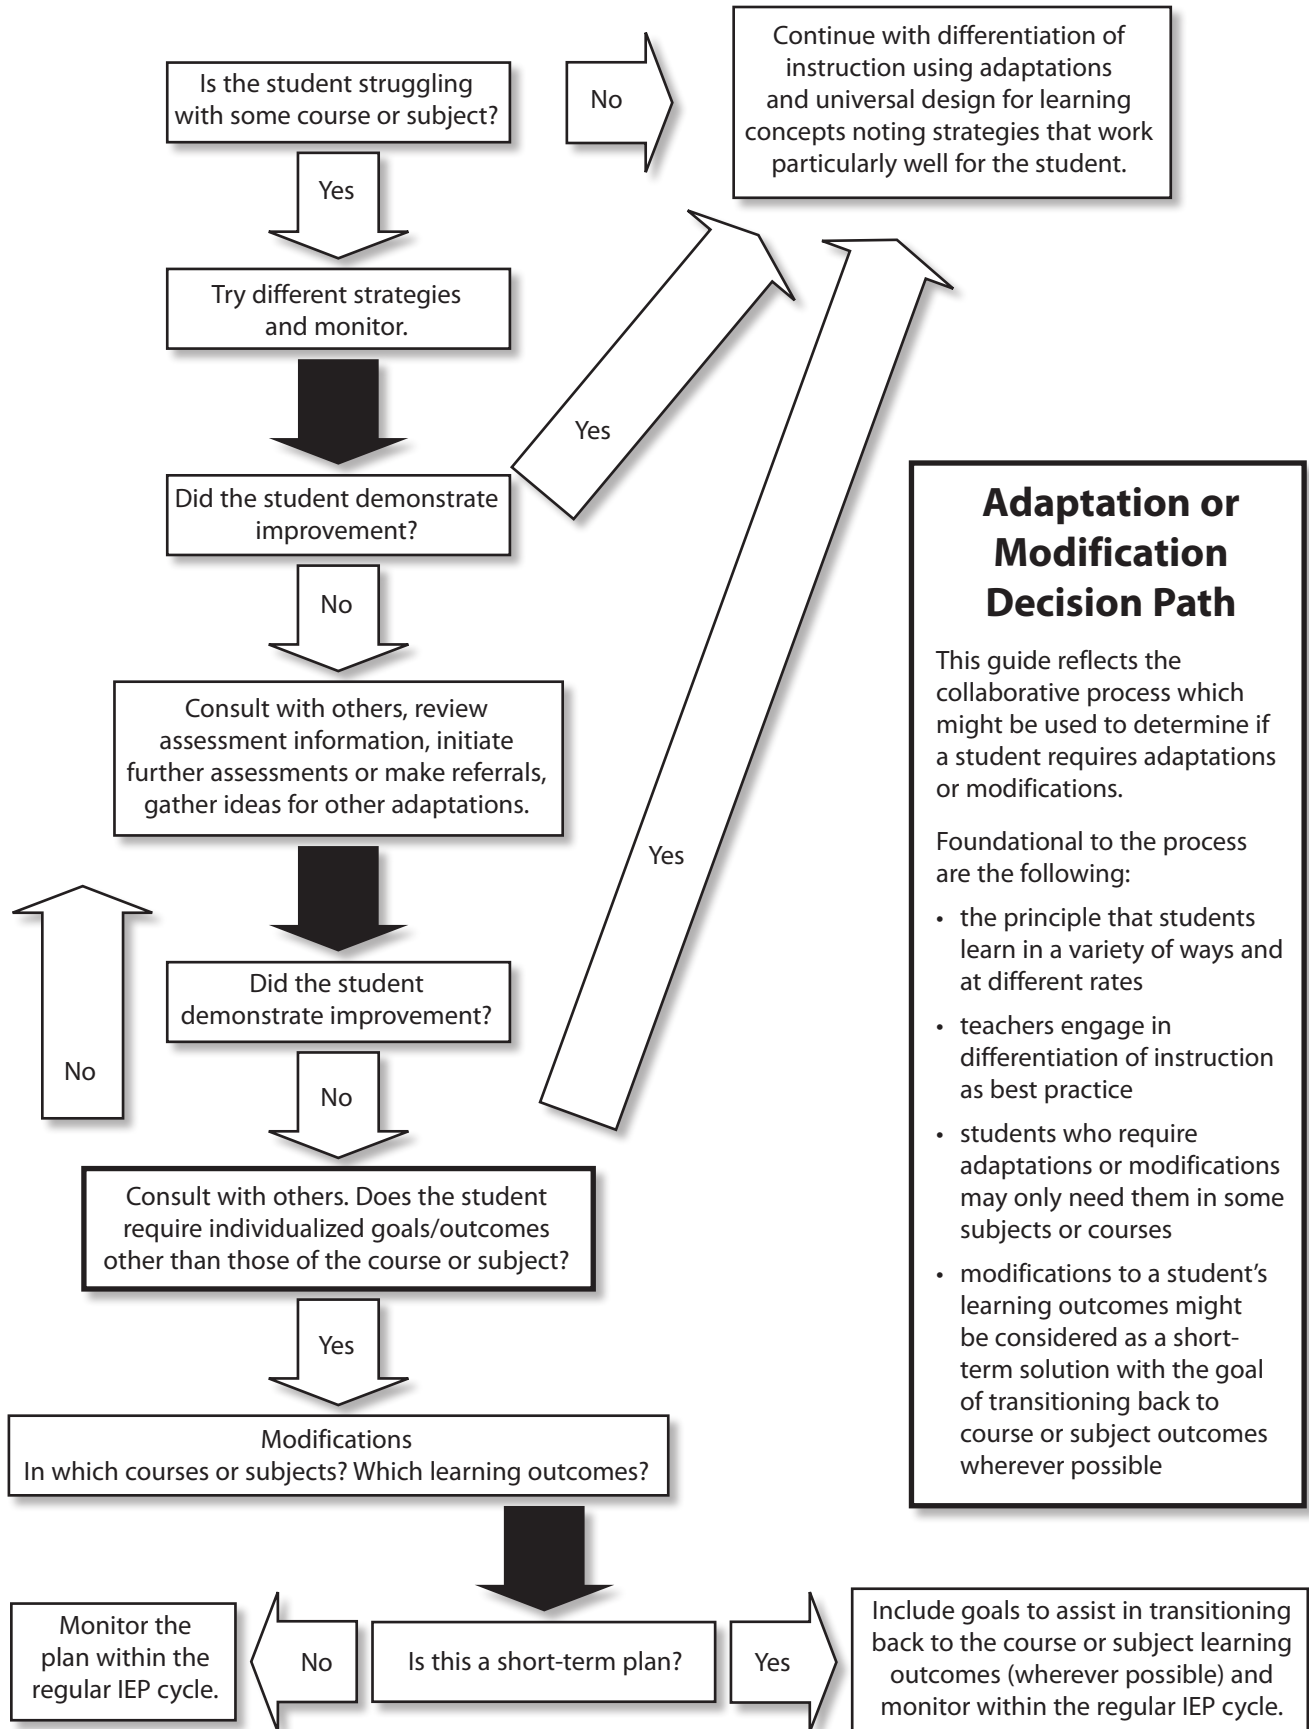 Is the student struggling
with some course or subject?
No
Continue with differentiation of
instruction using adaptations
and universal design for learning
concepts noting strategies that work
particularly well for the student.
Yes
Try different strategies
and monitor.
Yes
Did the student demonstrate
improvement?
No
Consult with others, review
assessment information, initiate
further assessments or make referrals,
gather ideas for other adaptations.
Yes
Did the student
demonstrate improvement?
No
No
Consult with others. Does the student
require individualized goals/outcomes
other than those of the course or subject?
Yes
Modifications
In which courses or subjects? Which learning outcomes?
Is this a short-term plan?
No
Monitor the
plan within the
regular IEP cycle.
Yes
Include goals to assist in transitioning
back to the course or subject learning
outcomes (wherever possible) and
monitor within the regular IEP cycle.
Adaptation or
Modification
Decision Path
This guide reflects the
collaborative process which
might be used to determine if
a student requires adaptations
or modifications.
Foundational to the process
are the following:
• the principle that students
learn in a variety of ways and
at different rates
• teachers engage in
differentiation of instruction
as best practice
• students who require
adaptations or modifications
may only need them in some
subjects or courses
• modifications to a student’s
learning outcomes might
be considered as a short-
term solution with the goal
of transitioning back to
course or subject outcomes
wherever possible